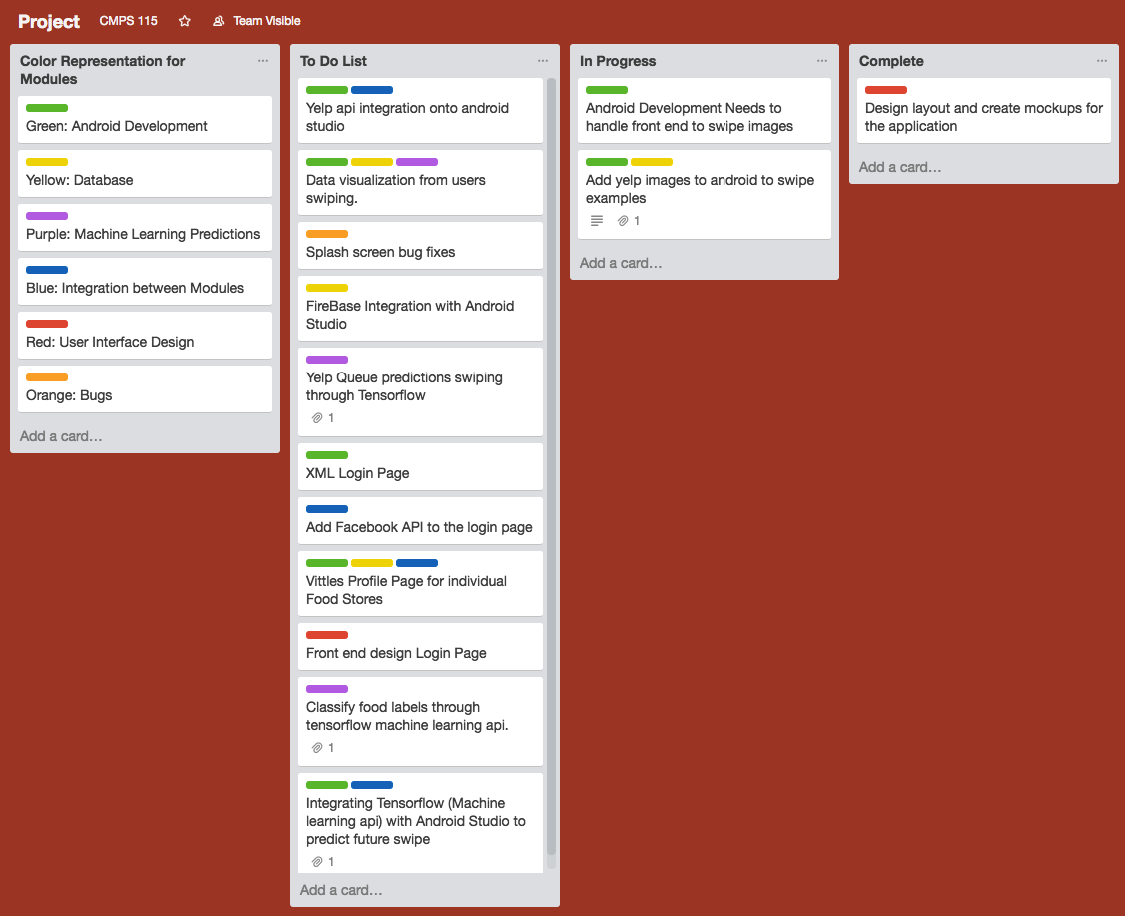 Project CMPS 115 Team Visible
Color Representation for
Modules
Green: Android Development
Yellow: Database
Purple: Machine Learning Predictions
Blue: Integration between Modules
Red: User Interface Design
Orange: Bugs
Add a card...
To Do List
Yelp api integration onto android
studio
Data visualization from users
swiping.
Splash screen bug fixes
FireBase Integration with Android
Studio
Yelp Queue predictions swiping
through Tensorflow
1
XML Login Page
Add Facebook API to the login page
Vittles Profile Page for individual
Food Stores
Front end design Login Page
Classify food labels through
tensorflow machine learning api.
1
Integrating Tensorflow (Machine
learning api) with Android Studio to
predict future swipe
1
Add a card...
In Progress
Android Development Needs to
handle front end to swipe images
Add yelp images to android to swipe
examples
1
Add a card...
Complete
Design layout and create mockups for
the application
Add a card...